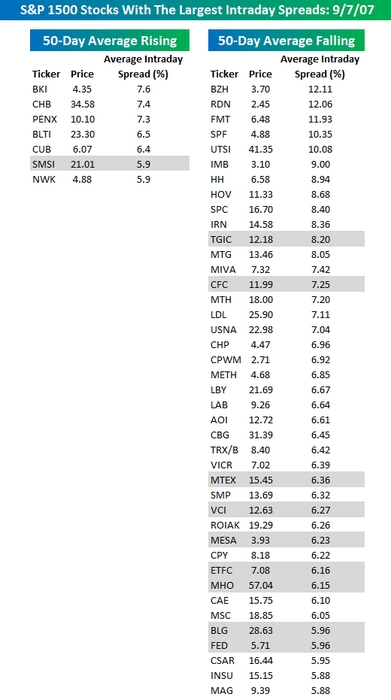 S&P 1500 Stocks With The Largest Intraday Spreads: 9/7/07
50-Day Average Rising
Average Intraday
Ticker Price Spread (%)
BKI 4.35 7.6
CHB 34.58 7.4
PENX 10.10 7.3
BLTI 23.30 6.5
CUB 6.07 6.4
SMSI 21.01 5.9
NWK 4.88 5.9
50-Day Average Falling
Average Intraday
Ticker Price Spread (%)
BZH 3.70 12.11
RDN 2.45 12.06
FMT 6.48 11.93
SPF 4.88 10.35
UTSI 41.35 10.08
IMB 3.10 9.00
HH 6.58 8.94
HOV 11.33 8.68
SPC 16.70 8.40
IRN 14.58 8.36
TGIC 12.18 8.20
MTG 13.46 8.05
MIVA 7.32 7.42
CFC 11.99 7.25
MTH 18.00 7.20
LDL 25.90 7.11
USNA 22.98 7.04
CHP 4.47 6.96
CPWM 2.71 6.92
METH 4.68 6.85
LBY 21.69 6.67
LAB 9.26 6.64
AOI 12.72 6.61
CBG 31.39 6.45
TRX/B 8.40 6.42
VICR 7.02 6.39
MTEX 15.45 6.36
SMP 13.69 6.32
VCI 12.63 6.27
ROIAK 19.29 6.26
MESA 3.93 6.23
CPY 8.18 6.22
ETFC 7.08 6.16
MHO 57.04 6.15
CAE 15.75 6.10
MSC 18.85 6.05
BLG 28.63 5.96
FED 5.71 5.96
CSAR 16.44 5.95
INSU 15.15 5.88
MAG 9.39 5.88